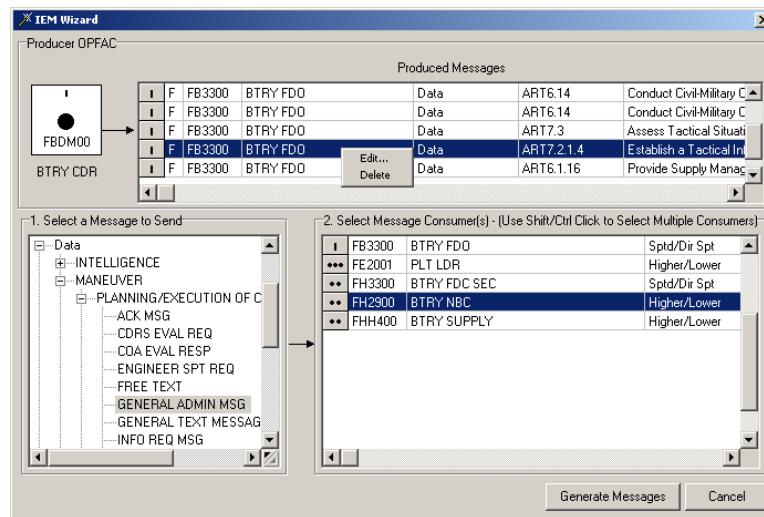 IEM Wizard
Producer OPFAC
Produced Messages
I F FB3300 BTRY FDO Data ART6.14 Conduct Civil-Military
I F FB3300 BTRY FDO Data ART6.14 Conduct Civil-Military
I F FB3300 BTRY FDO Data ART7.3 Assess Tactical Situati
I F FB3300 BTRY FDO Data ART7.2.1.4 Establish a Tactical Inf
I F FB3300 BTRY FDO Data ART6.1.16 Provide Supply Manag
Edit...
Delete
I
FBDM00
BTRY CDR
1. Select a Message to Send
Data
INTELLIGENCE
MANEUVER
PLANNING/EXECUTION OF C
ACK MSG
CDRS EVAL REQ
COA EVAL RESP
ENGINEER SPT REQ
FREE TEXT
GENERAL ADMIN MSG
GENERAL TEXT MESSAG
INFO REQ MSG
2. Select Message Consumer(s) - (Use Shift/Ctrl Click to Select Multiple Consumers)
I FB3300 BTRY FDO Sptd/Dir Spt
••• FE2001 PLT LDR Higher/Lower
•• FH3300 BTRY FDC SEC Sptd/Dir Spt
•• FH2900 BTRY NBC Higher/Lower
•• FHH400 BTRY SUPPLY Higher/Lower
Generate Messages
Cancel